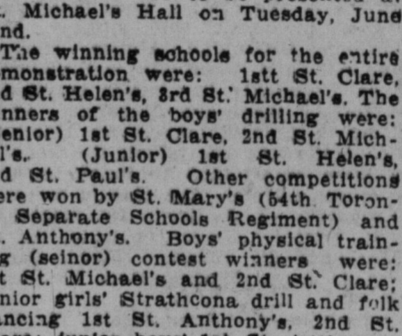 . Michael's Hall on Tuesday, June
nd.
The winning schools for the entire
monstration were: 1stt St. Clare,
d St. Helen's, 3rd St. Michael's. The
nners of the boys' drilling were:
enior) 1st St. Clare, 2nd St. Mich-
l's. (Junior) 1st St. Helen's,
d St. Paul's. Other competitions
ere won by St. Mary's (54th Toron-
Separate Schools Regiment) and
. Anthony's. Boys' physical train-
g (seinor) contest winners were:
t St. Michael's and 2nd St. Clare;
nior girls' Strathcona drill and folk
ancing 1st St. Anthony's, 2nd St.